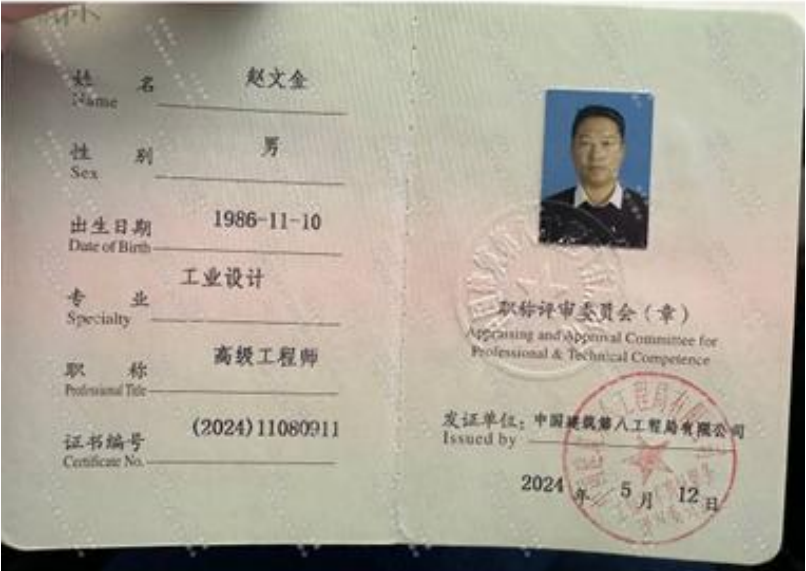 姓 名 赵文金
Name
性 别 男
Sex
出生日期 1986-11-10
Date of Birth
专 业 工业设计
Specialty
职 称 高级工程师
Professional Title
证书编号 (2024)11080911
Certificate No.
职称评审委员会（章）
Appraising and Approval Committee for
Professional & Technical Competence
发证单位：中国建筑第八工程局有限公司
Issued by
2024 年 5 月 12 日